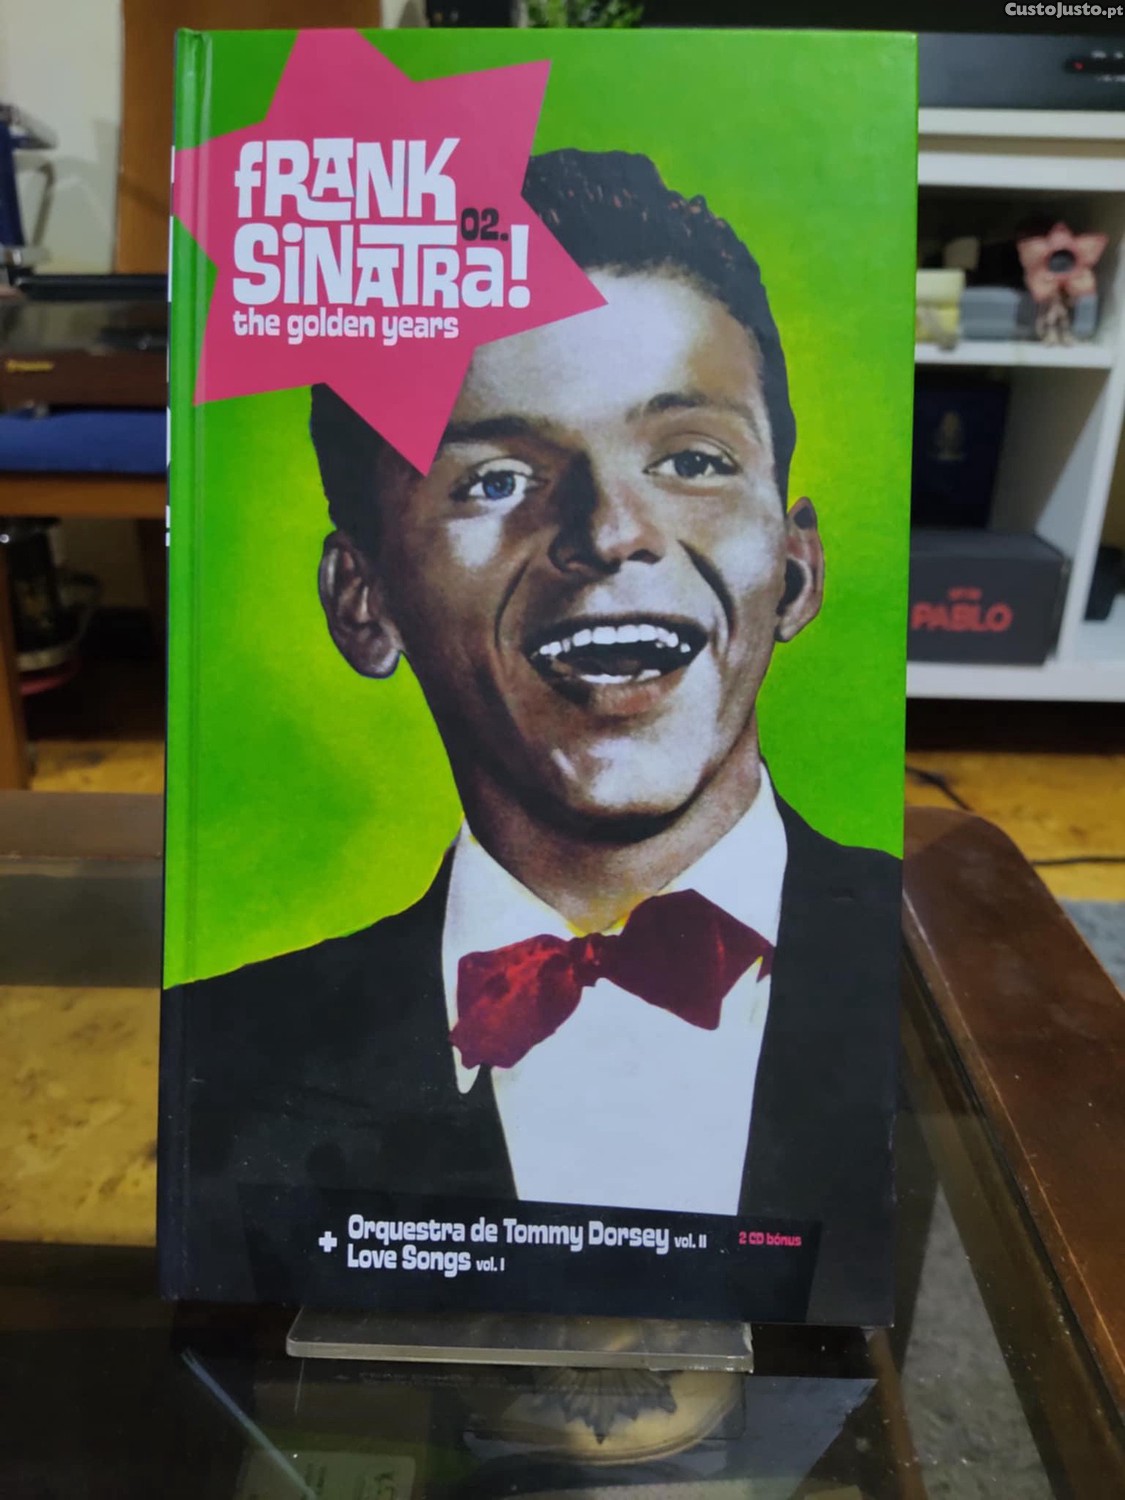 CustoJusto.pt
fRANK
02.
SiNATRa!
the golden years
PABLO
+ Orquestra de Tommy Dorsey vol. II
2 CD bónus
Love Songs vol. I